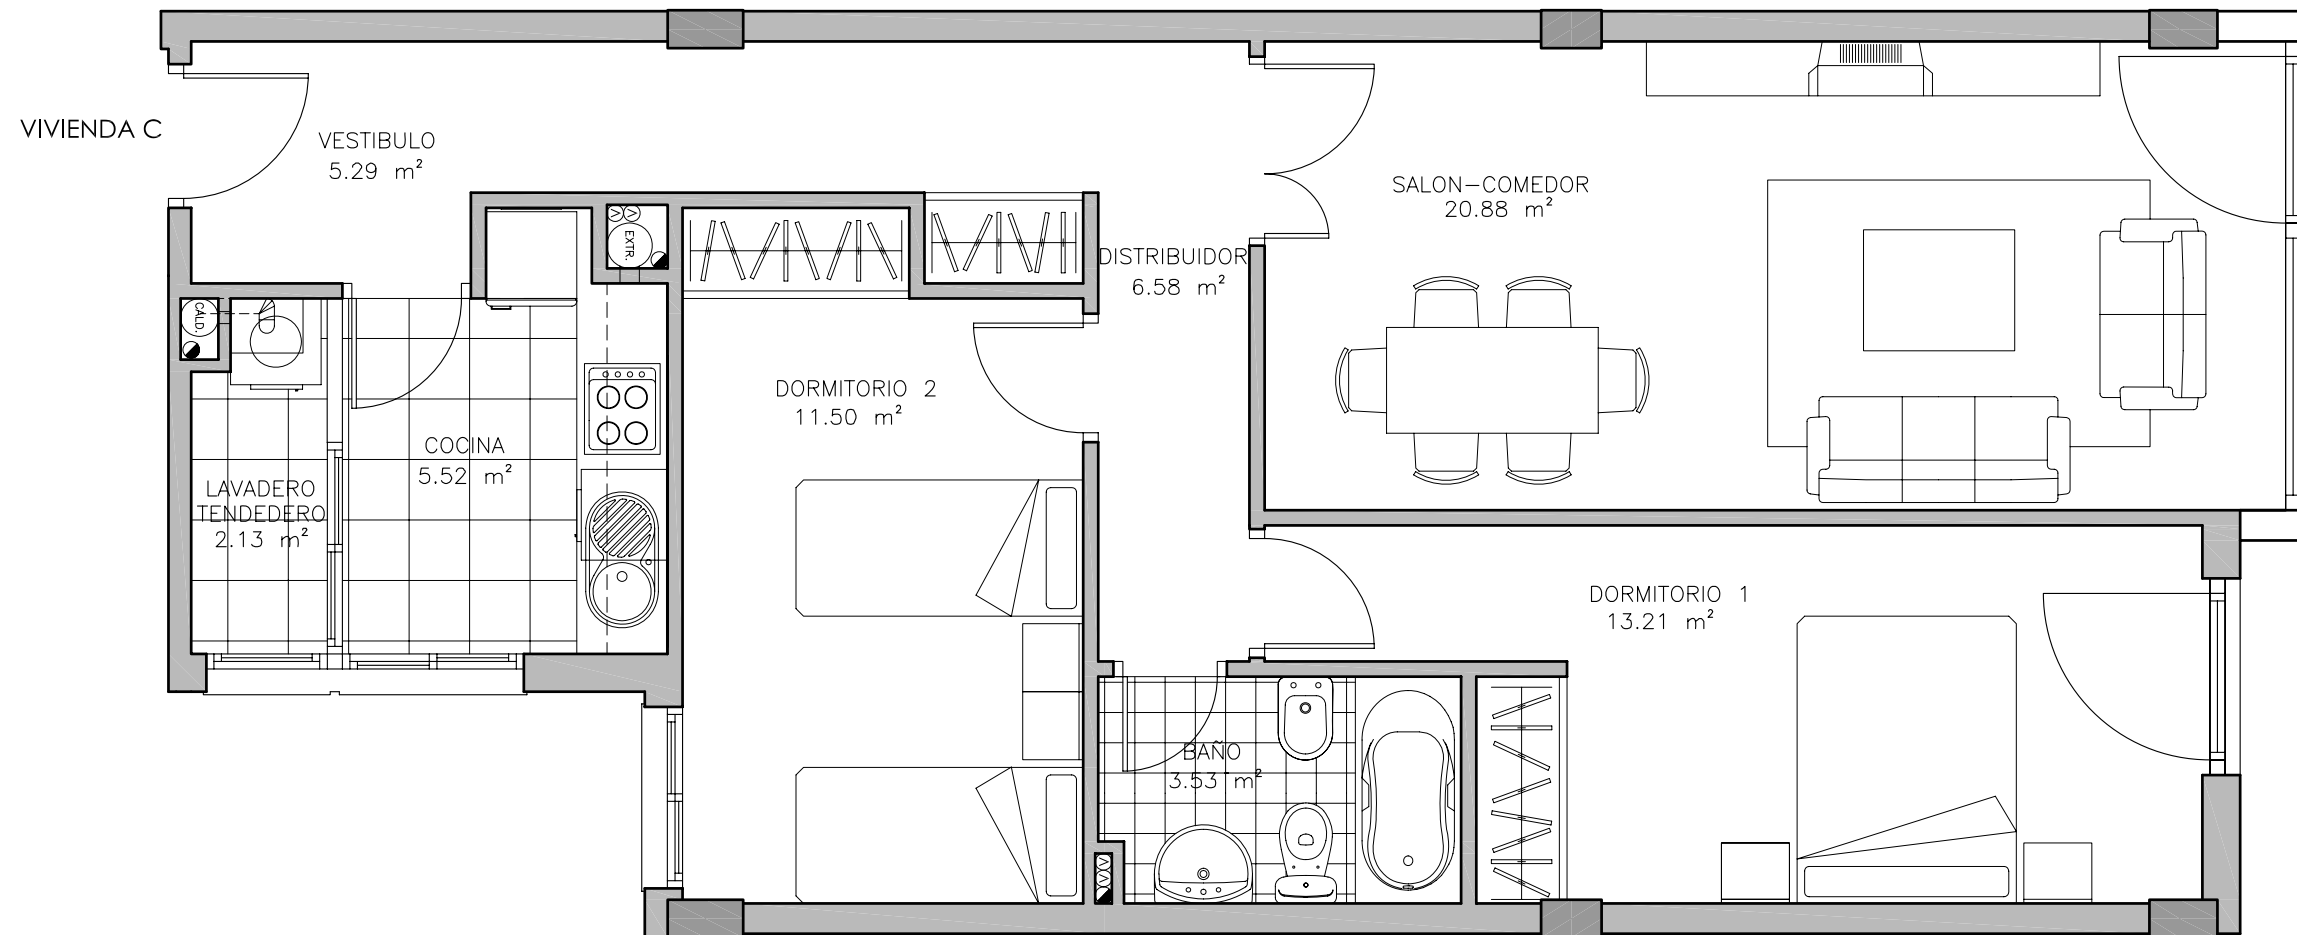 VIVIENDA C
VESTIBULO
5.29 m²
SALON-COMEDOR
20.88 m²
EXTR.
DISTRIBUIDOR
6.58 m²
CALD.
DORMITORIO 2
11.50 m²
COCINA
5.52 m²
LAVADERO
TENDEDERO
2.13 m²
DORMITORIO 1
13.21 m²
BAÑO
3.53 m²